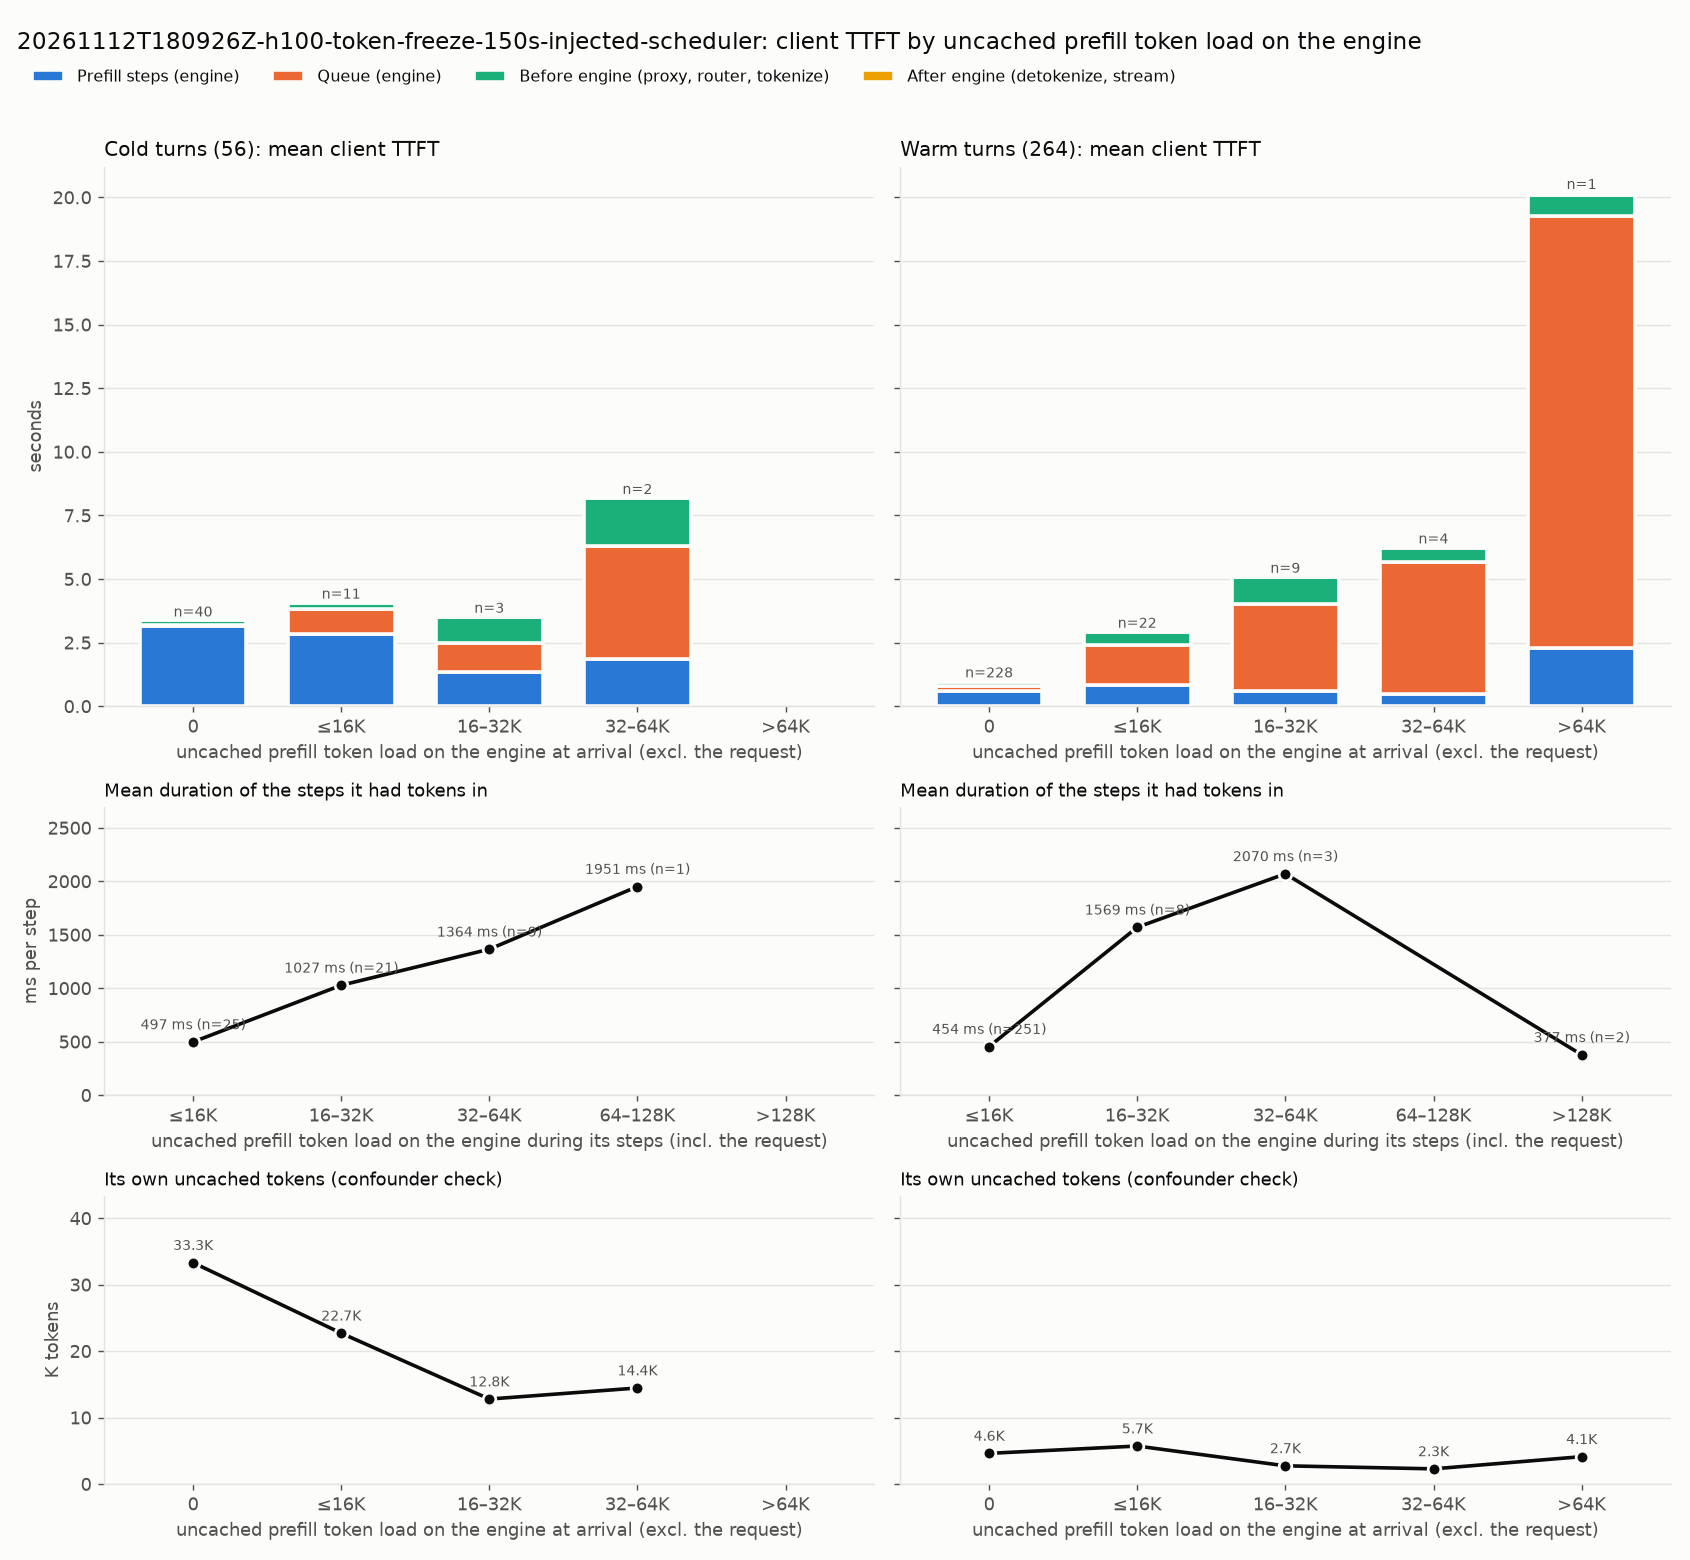 20261112T180926Z-h100-token-freeze-150s-injected-scheduler: client TTFT by uncached prefill token load on the engine
Prefill steps (engine)
Queue (engine)
Before engine (proxy, router, tokenize)
After engine (detokenize, stream)
Cold turns (56): mean client TTFT
20.0
17.5
15.0
12.5
10.0
7.5
5.0
2.5
0.0
seconds
n=40
n=11
n=3
n=2
0
≤16K
16–32K
32–64K
>64K
uncached prefill token load on the engine at arrival (excl. the request)
Warm turns (264): mean client TTFT
n=228
n=22
n=9
n=4
n=1
0
≤16K
16–32K
32–64K
>64K
uncached prefill token load on the engine at arrival (excl. the request)
Mean duration of the steps it had tokens in
2500
2000
1500
1000
500
0
ms per step
497 ms (n=25)
1027 ms (n=21)
1364 ms (n=9)
1951 ms (n=1)
≤16K
16–32K
32–64K
64–128K
>128K
uncached prefill token load on the engine during its steps (incl. the request)
Mean duration of the steps it had tokens in
454 ms (n=251)
1569 ms (n=8)
2070 ms (n=3)
377 ms (n=2)
≤16K
16–32K
32–64K
64–128K
>128K
uncached prefill token load on the engine during its steps (incl. the request)
Its own uncached tokens (confounder check)
40
30
20
10
0
K tokens
33.3K
22.7K
12.8K
14.4K
0
≤16K
16–32K
32–64K
>64K
uncached prefill token load on the engine at arrival (excl. the request)
Its own uncached tokens (confounder check)
4.6K
5.7K
2.7K
2.3K
4.1K
0
≤16K
16–32K
32–64K
>64K
uncached prefill token load on the engine at arrival (excl. the request)